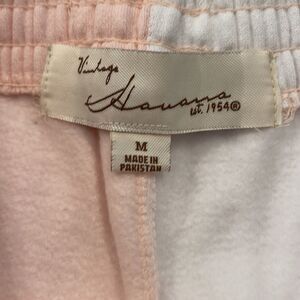 Vintage
Havana
est. 1954®
M
MADE IN
PAKISTAN